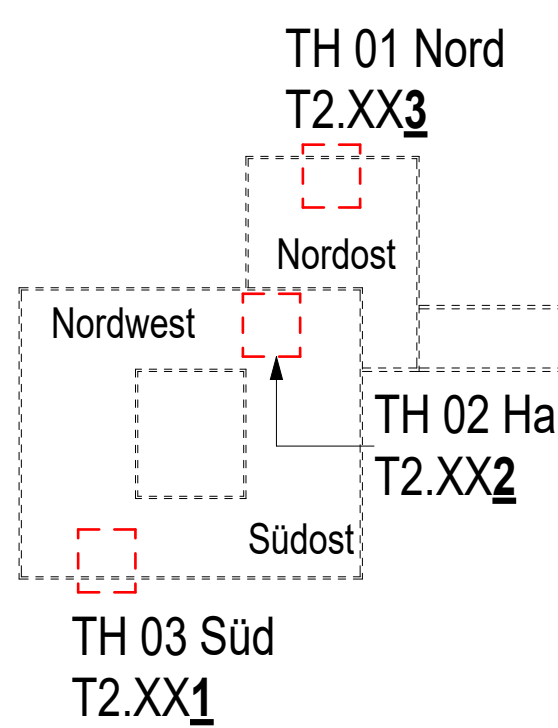 TH 01 Nord
T2.XX3
Nordost
Nordwest
TH 02 Ha
T2.XX2
Südost
TH 03 Süd
T2.XX1